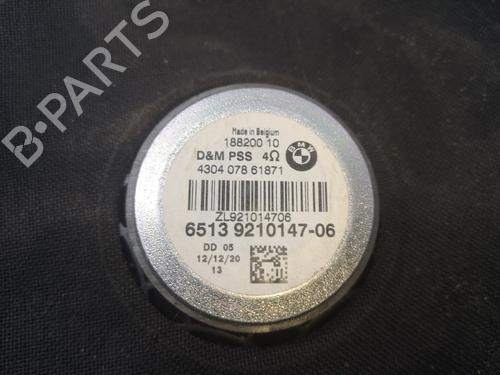 B-PARTS
Made in Belgium
188200 10
D&M PSS 4Ω
BMW
4304 078 61871
ZL921014706
6513 9210147-06
DD 05
12/12/20
13